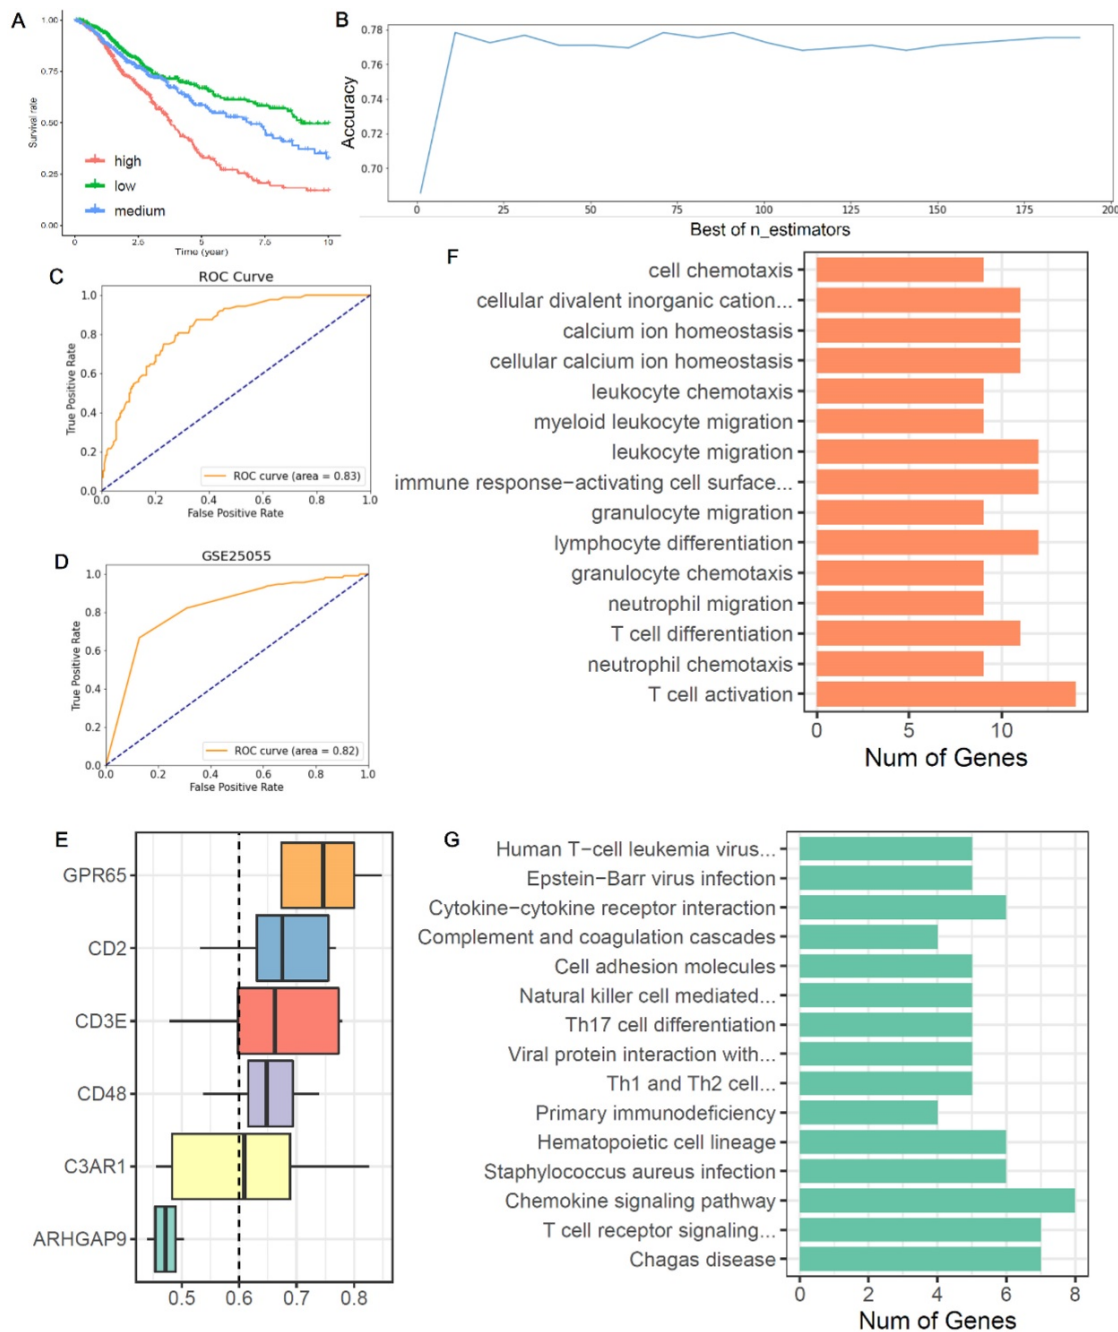 A
1.00
0.75
0.50
0.25
0.00
Survival rate
high
low
medium
0
2.5
5
7.5
10
Time (year)
B
0.78
0.76
0.74
0.72
0.70
Accuracy
0
25
50
75
100
125
150
175
200
Best of n_estimators
C
ROC Curve
1.0
0.8
0.6
0.4
0.2
0.0
True Positive Rate
ROC curve (area = 0.83)
0.0
0.2
0.4
0.6
0.8
1.0
False Positive Rate
D
GSE25055
1.0
0.8
0.6
0.4
0.2
0.0
True Positive Rate
ROC curve (area = 0.82)
0.0
0.2
0.4
0.6
0.8
1.0
False Positive Rate
F
cell chemotaxis
cellular divalent inorganic cation...
calcium ion homeostasis
cellular calcium ion homeostasis
leukocyte chemotaxis
myeloid leukocyte migration
leukocyte migration
immune response−activating cell surface...
granulocyte migration
lymphocyte differentiation
granulocyte chemotaxis
neutrophil migration
T cell differentiation
neutrophil chemotaxis
T cell activation
0
5
10
Num of Genes
E
GPR65
CD2
CD3E
CD48
C3AR1
ARHGAP9
0.5
0.6
0.7
0.8
G
Human T−cell leukemia virus...
Epstein−Barr virus infection
Cytokine−cytokine receptor interaction
Complement and coagulation cascades
Cell adhesion molecules
Natural killer cell mediated...
Th17 cell differentiation
Viral protein interaction with...
Th1 and Th2 cell...
Primary immunodeficiency
Hematopoietic cell lineage
Staphylococcus aureus infection
Chemokine signaling pathway
T cell receptor signaling...
Chagas disease
0
2
4
6
8
Num of Genes